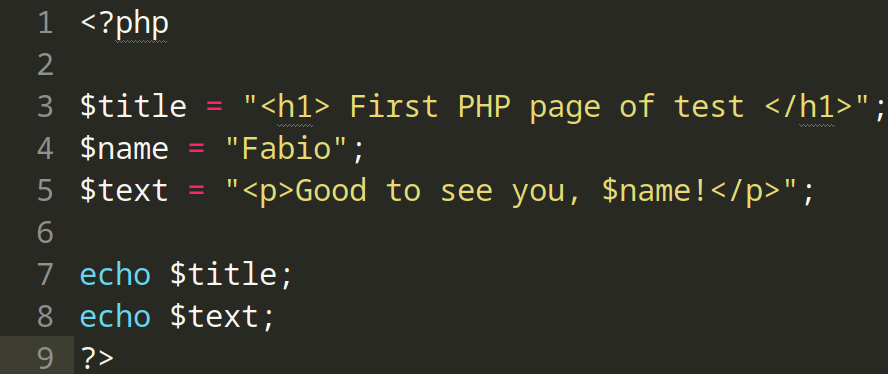 1 <?php
2
3 $title = "<h1> First PHP page of test </h1>";
4 $name = "Fabio";
5 $text = "<p>Good to see you, $name!</p>";
6
7 echo $title;
8 echo $text;
9 ?>